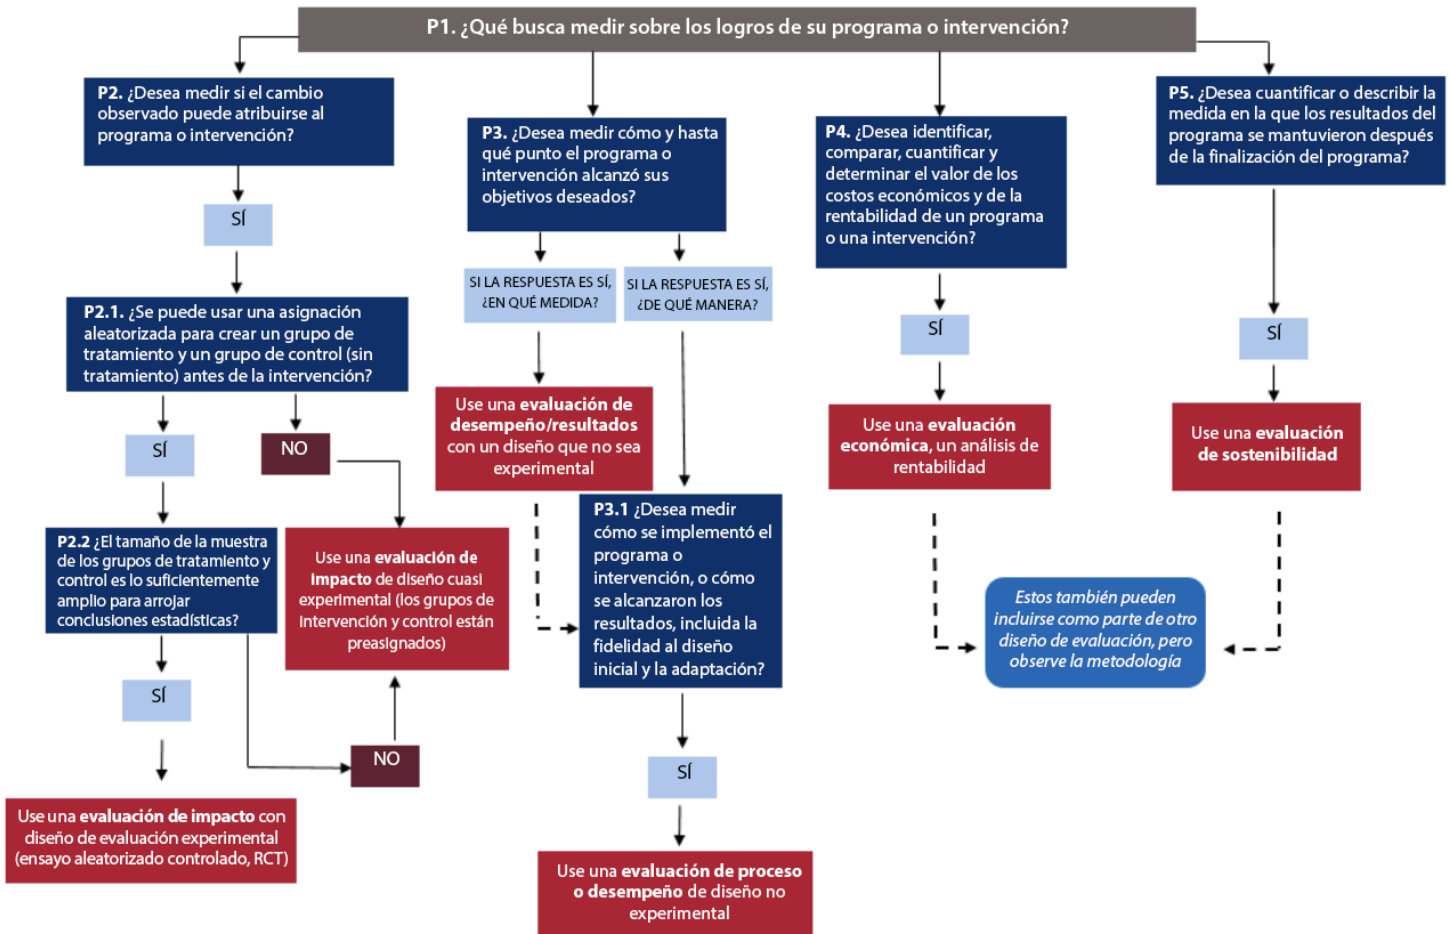 P1. ¿Qué busca medir sobre los logros de su programa o intervención?
P2. ¿Desea medir si el cambio
observado puede atribuirse al
programa o intervención?
SÍ
P2.1. ¿Se puede usar una asignación
aleatorizada para crear un grupo de
tratamiento y un grupo de control (sin
tratamiento) antes de la intervención?
SÍ
NO
P2.2 ¿El tamaño de la muestra
de los grupos de tratamiento y
control es lo suficientemente
amplio para arrojar
conclusiones estadísticas?
SÍ
NO
Use una evaluación de
impacto de diseño cuasi
experimental (los grupos de
intervención y control están
preasignados)
Use una evaluación de impacto con
diseño de evaluación experimental
(ensayo aleatorizado controlado, RCT)
P3. ¿Desea medir cómo y hasta
qué punto el programa o
intervención alcanzó sus
objetivos deseados?
SI LA RESPUESTA ES SÍ,
¿EN QUÉ MEDIDA?
SI LA RESPUESTA ES SÍ,
¿DE QUÉ MANERA?
Use una evaluación de
desempeño/resultados
con un diseño que no sea
experimental
P3.1 ¿Desea medir
cómo se implementó el
programa o
intervención, o cómo
se alcanzaron los
resultados, incluida la
fidelidad al diseño
inicial y la adaptación?
SÍ
Use una evaluación de proceso
o desempeño de diseño no
experimental
P4. ¿Desea identificar,
comparar, cuantificar y
determinar el valor de los
costos económicos y de la
rentabilidad de un programa
o una intervención?
SÍ
Use una evaluación
económica, un análisis de
rentabilidad
P5. ¿Desea cuantificar o describir la
medida en la que los resultados del
programa se mantuvieron después
de la finalización del programa?
SÍ
Use una evaluación
de sostenibilidad
Estos también pueden
incluirse como parte de otro
diseño de evaluación, pero
observe la metodología